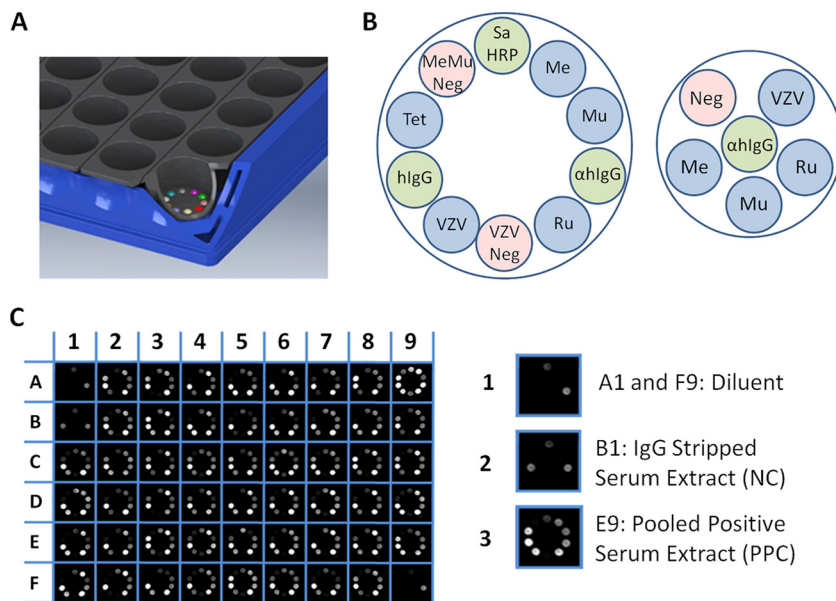 A
B
Sa
HRP
MeMu
Neg
Me
Tet
Mu
hIgG
αhIgG
VZV
VZV
Neg
Ru
Neg
VZV
αhIgG
Me
Ru
Mu
C
1 2 3 4 5 6 7 8 9
A
B
C
D
E
F
1 A1 and F9: Diluent
2 B1: IgG Stripped
Serum Extract (NC)
3 E9: Pooled Positive
Serum Extract (PPC)